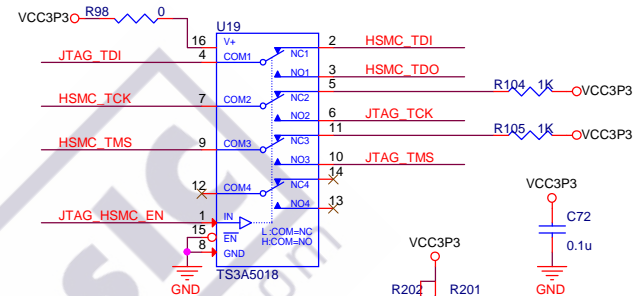 VCC3P3 R98 0
U19
16 V+ 2 HSMC_TDI
JTAG_TDI 4 COM1 NC1
NO1 3 HSMC_TDO
5 R104 1K VCC3P3
HSMC_TCK 7 COM2 NC2
NO2 6 JTAG_TCK
11 R105 1K VCC3P3
HSMC_TMS 9 COM3 NC3
NO3 10 JTAG_TMS
14
12 COM4 NC4
NO4 13
JTAG_HSMC_EN 1 IN
15 EN L:COM=NC
H:COM=NO
8 GND
TS3A5018
GND
VCC3P3
C72
0.1u
GND
VCC3P3
R202 R201